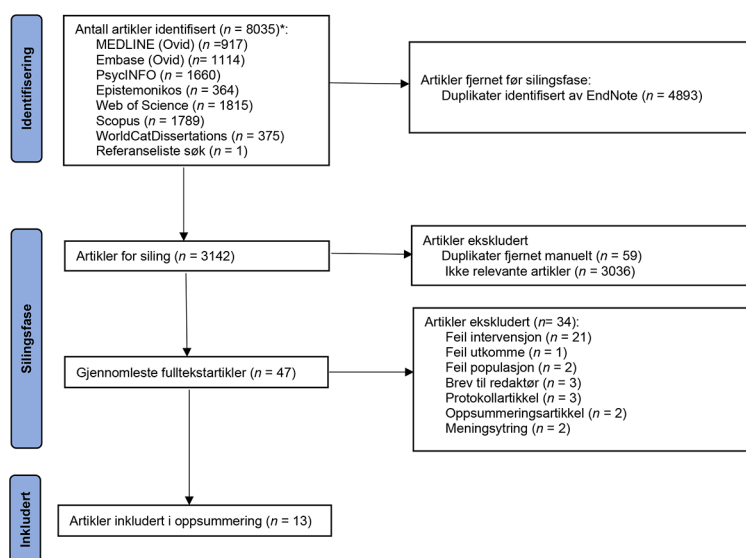 Identifisering
Antall artikler identifisert (n = 8035)*:
MEDLINE (Ovid) (n =917)
Embase (Ovid) (n = 1114)
PsycINFO (n = 1660)
Epistemonikos (n = 364)
Web of Science (n = 1815)
Scopus (n = 1789)
WorldCatDissertations (n = 375)
Referanseliste søk (n = 1)
Artikler fjernet før silingsfase:
Duplikater identifisert av EndNote (n = 4893)
Silingsfase
Artikler for siling (n = 3142)
Artikler ekskludert
Duplikater fjernet manuelt (n = 59)
Ikke relevante artikler (n = 3036)
Gjennomleste fulltekstartikler (n = 47)
Artikler ekskludert (n= 34):
Feil intervensjon (n = 21)
Feil utkomme (n = 1)
Feil populasjon (n = 2)
Brev til redaktør (n = 3)
Protokollartikkel (n = 3)
Oppsummeringsartikkel (n = 2)
Meningsytring (n = 2)
Inkludert
Artikler inkludert i oppsummering (n = 13)